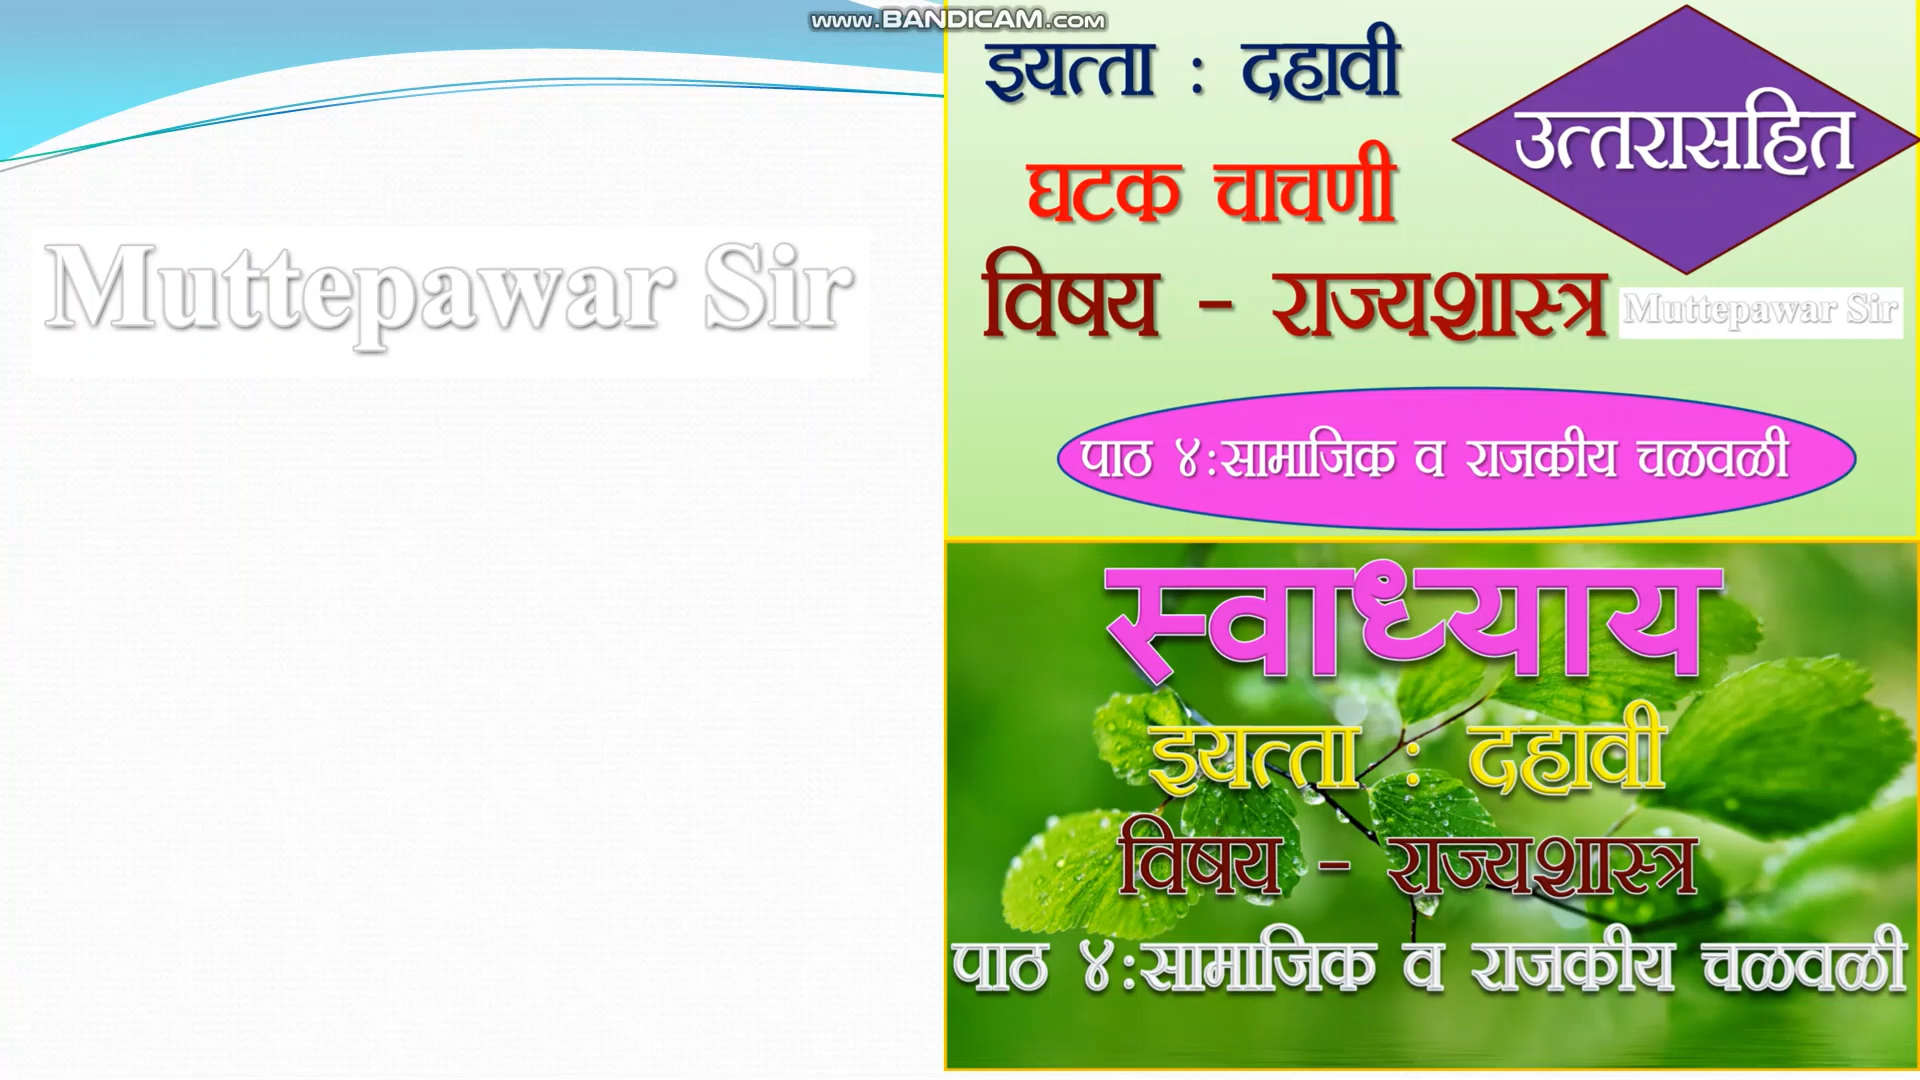 www.BANDICAM.com
Muttepawar Sir
इयत्ता : दहावी
उत्तरासहित
घटक चाचणी
विषय - राज्यशास्त्र
Muttepawar Sir
पाठ ४:सामाजिक व राजकीय चळवळी
स्वाध्याय
इयत्ता : दहावी
विषय - राज्यशास्त्र
पाठ ४:सामाजिक व राजकीय चळवळी